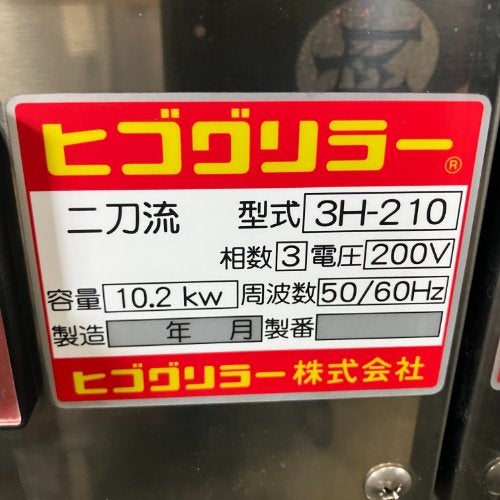 ヒゴグリラー®
二刀流 型式 3H-210
相数 3 電圧 200V
容量 10.2 kw 周波数 50/60Hz
製造 年 月 製番
ヒゴグリラー株式会社